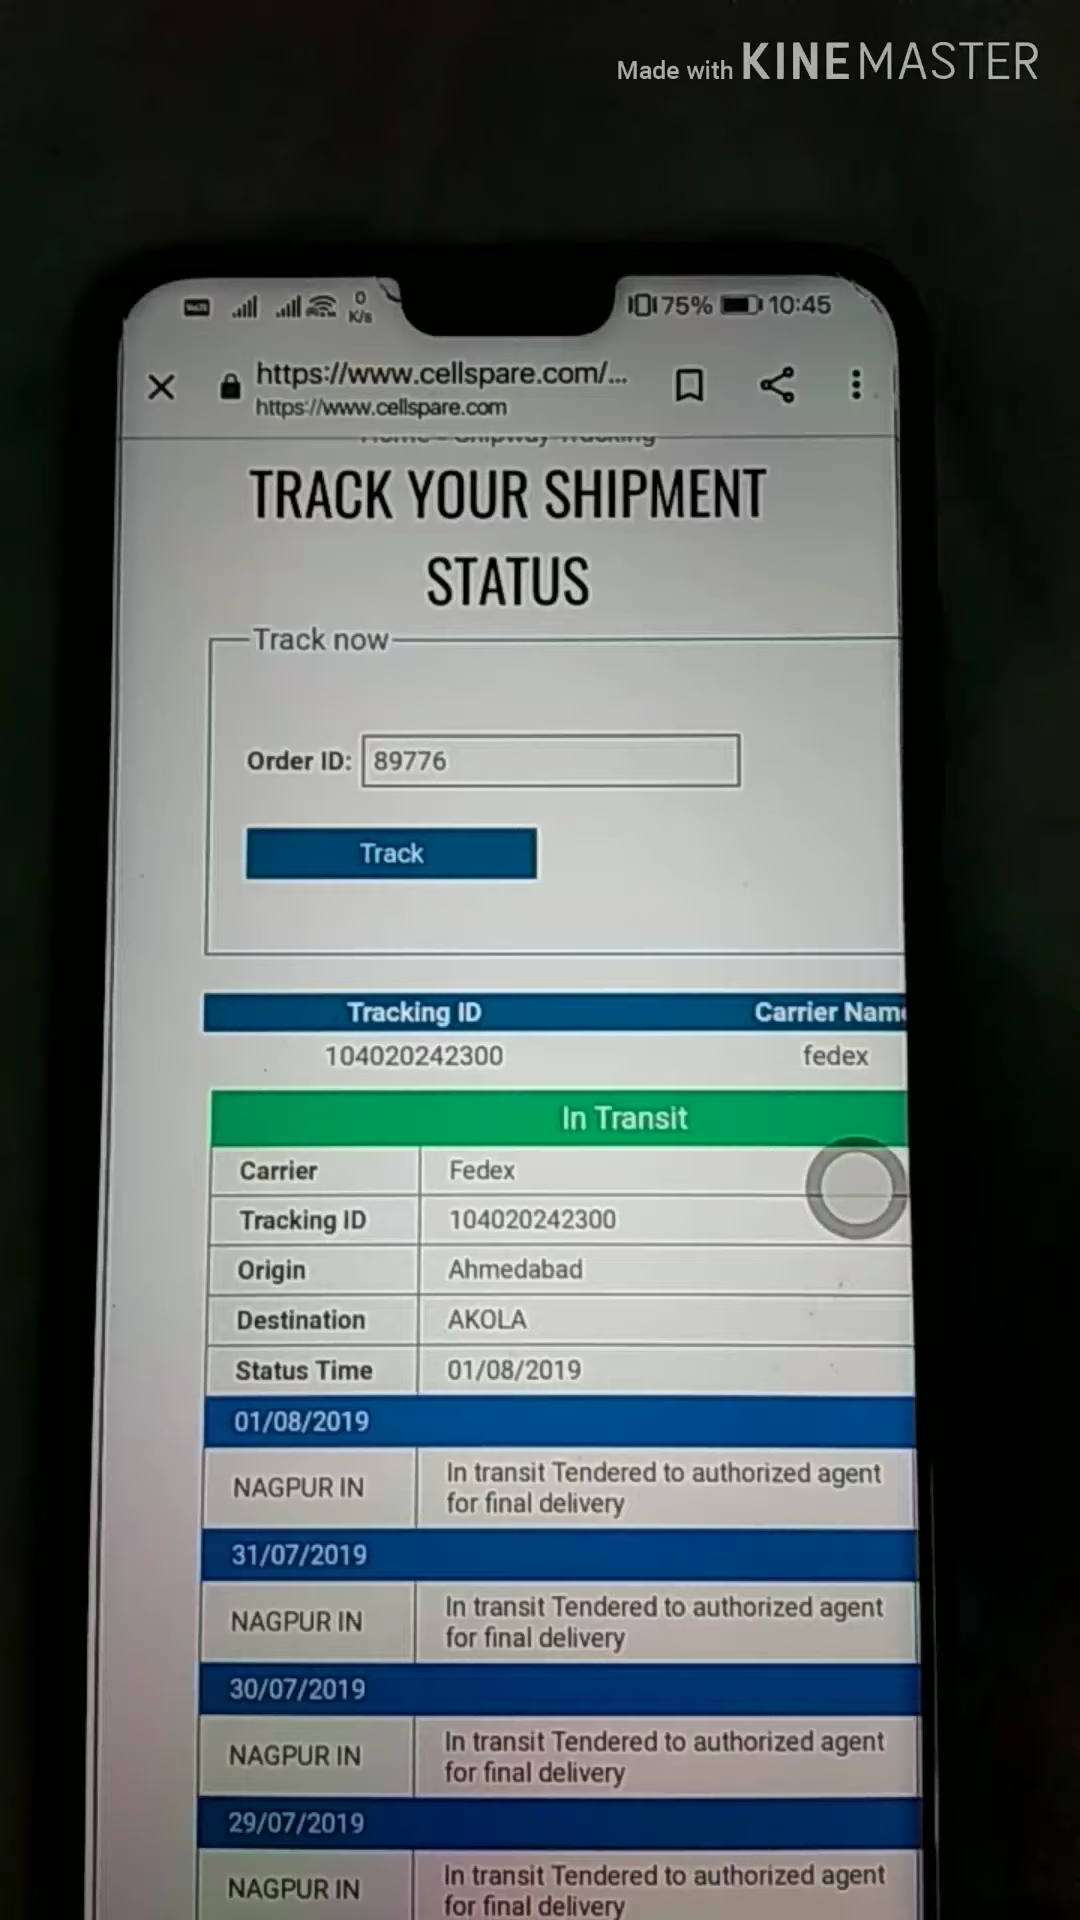 Made with KINEMASTER
VoLTE 0 K/s 75% 10:45
https://www.cellspare.com/...
https://www.cellspare.com
Home - Shipway Tracking
TRACK YOUR SHIPMENT
STATUS
Track now
Order ID: 89776
Track
Tracking ID Carrier Name
104020242300 fedex
In Transit
Carrier Fedex
Tracking ID 104020242300
Origin Ahmedabad
Destination AKOLA
Status Time 01/08/2019
01/08/2019
NAGPUR IN In transit Tendered to authorized agent
for final delivery
31/07/2019
NAGPUR IN In transit Tendered to authorized agent
for final delivery
30/07/2019
NAGPUR IN In transit Tendered to authorized agent
for final delivery
29/07/2019
NAGPUR IN In transit Tendered to authorized agent
for final delivery